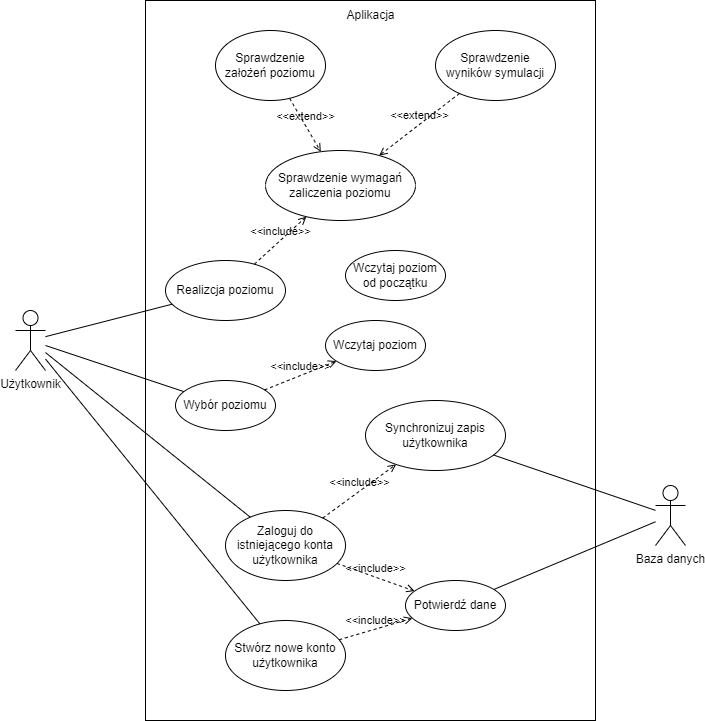 Aplikacja
Sprawdzenie
założeń poziomu
Sprawdzenie
wyników symulacji
<<extend>>
<<extend>>
Sprawdzenie wymagań
zaliczenia poziomu
<<include>>
Wczytaj poziom
od początku
Realizcja poziomu
Użytkownik
Wczytaj poziom
<<include>>
Wybór poziomu
Synchronizuj zapis
użytkownika
<<include>>
Zaloguj do
istniejącego konta
użytkownika
Baza danych
<<include>>
Potwierdź dane
<<include>>
Stwórz nowe konto
użytkownika